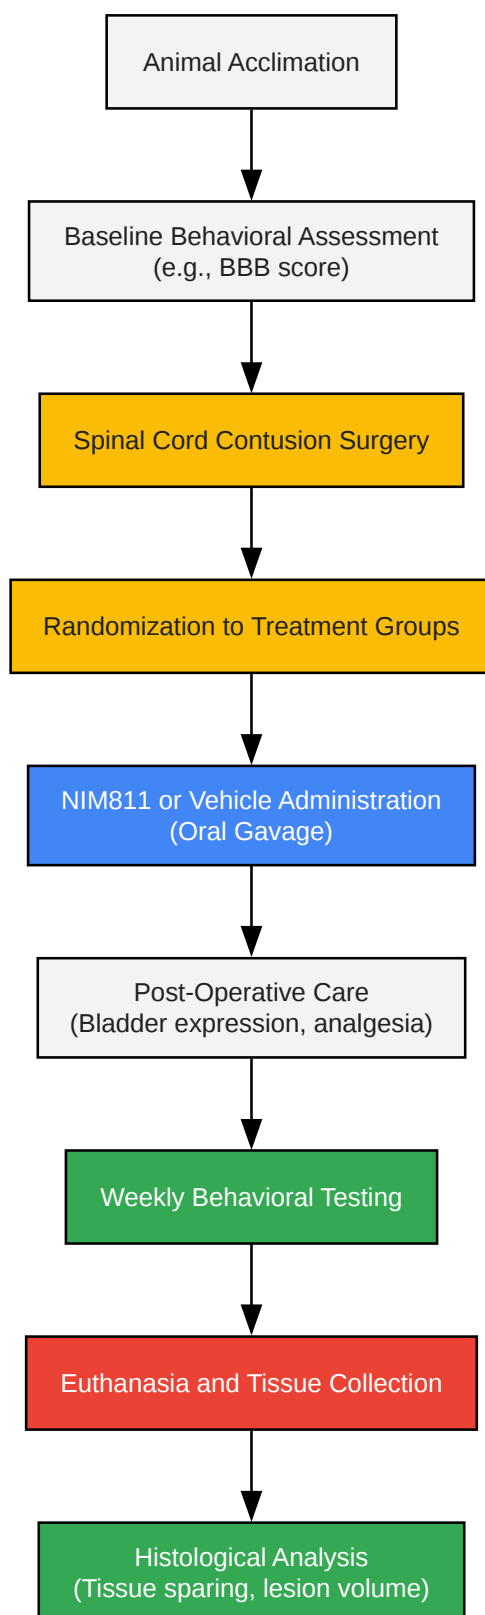 Animal Acclimation
Baseline Behavioral Assessment
(e.g., BBB score)
Spinal Cord Contusion Surgery
Randomization to Treatment Groups
NIM811 or Vehicle Administration
(Oral Gavage)
Post-Operative Care
(Bladder expression, analgesia)
Weekly Behavioral Testing
Euthanasia and Tissue Collection
Histological Analysis
(Tissue sparing, lesion volume)